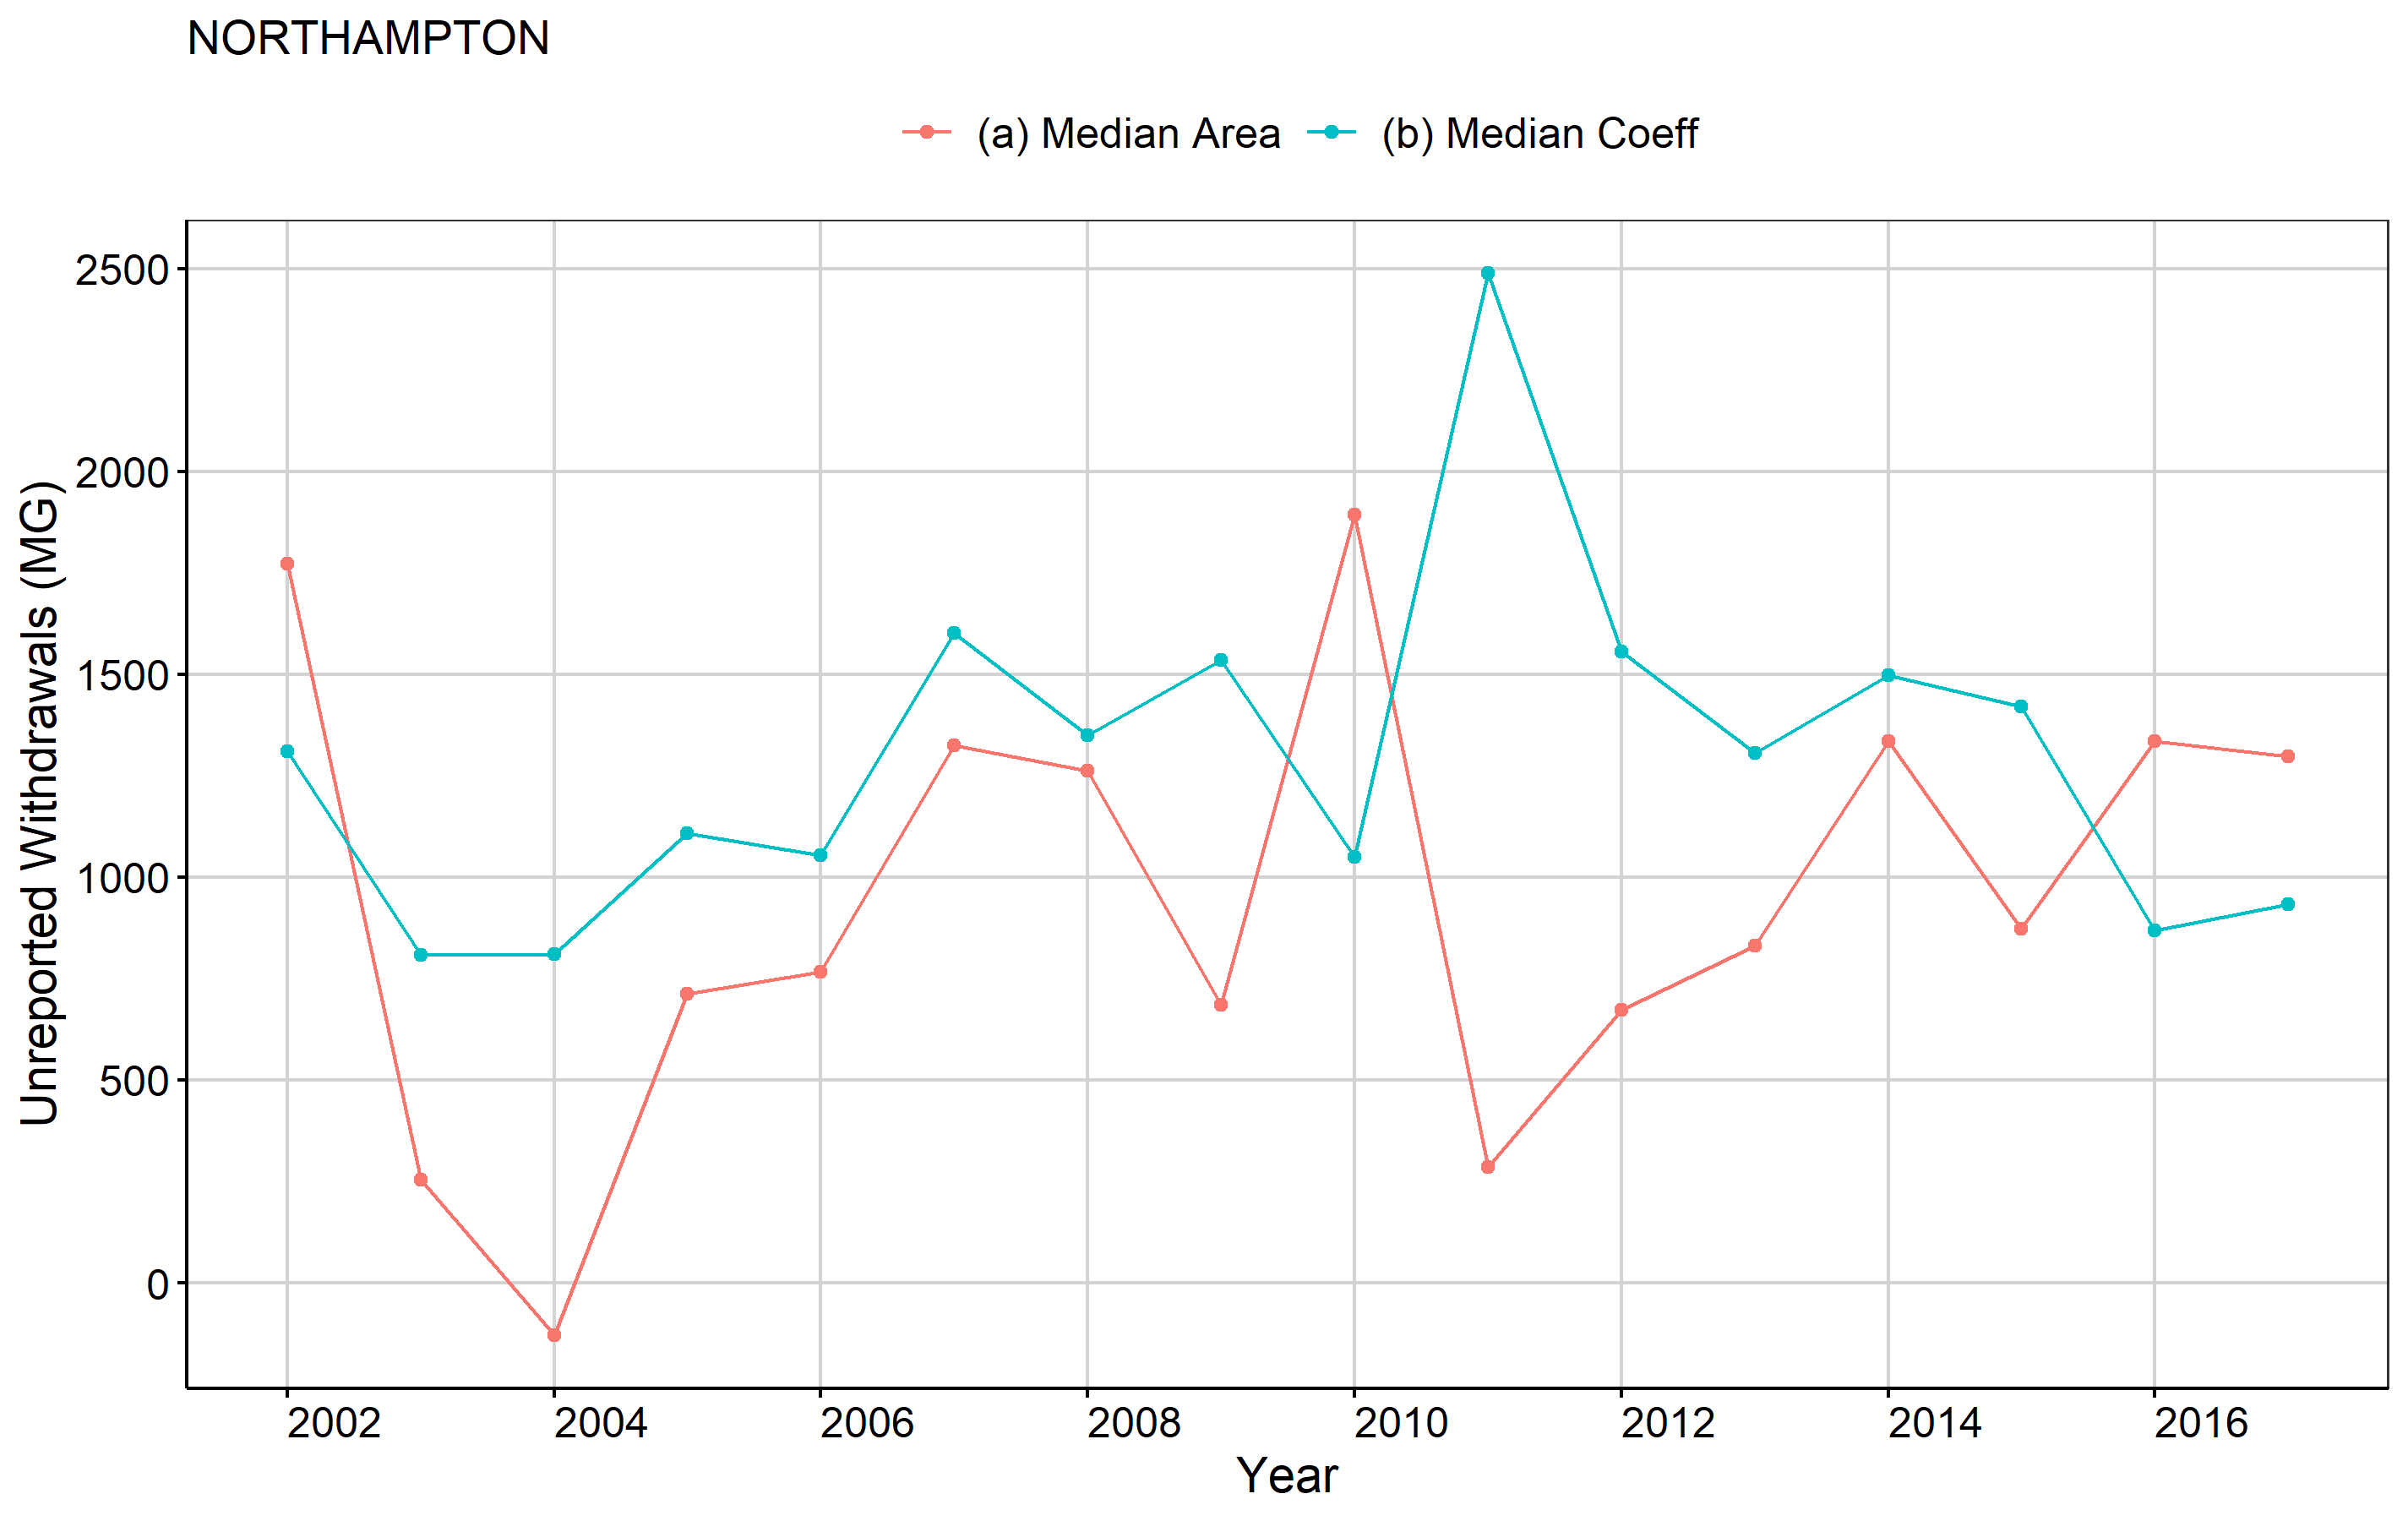 NORTHAMPTON
(a) Median Area (b) Median Coeff
2500
2000
1500
1000
500
0
Unreported Withdrawals (MG)
2002 2004 2006 2008 2010 2012 2014 2016
Year